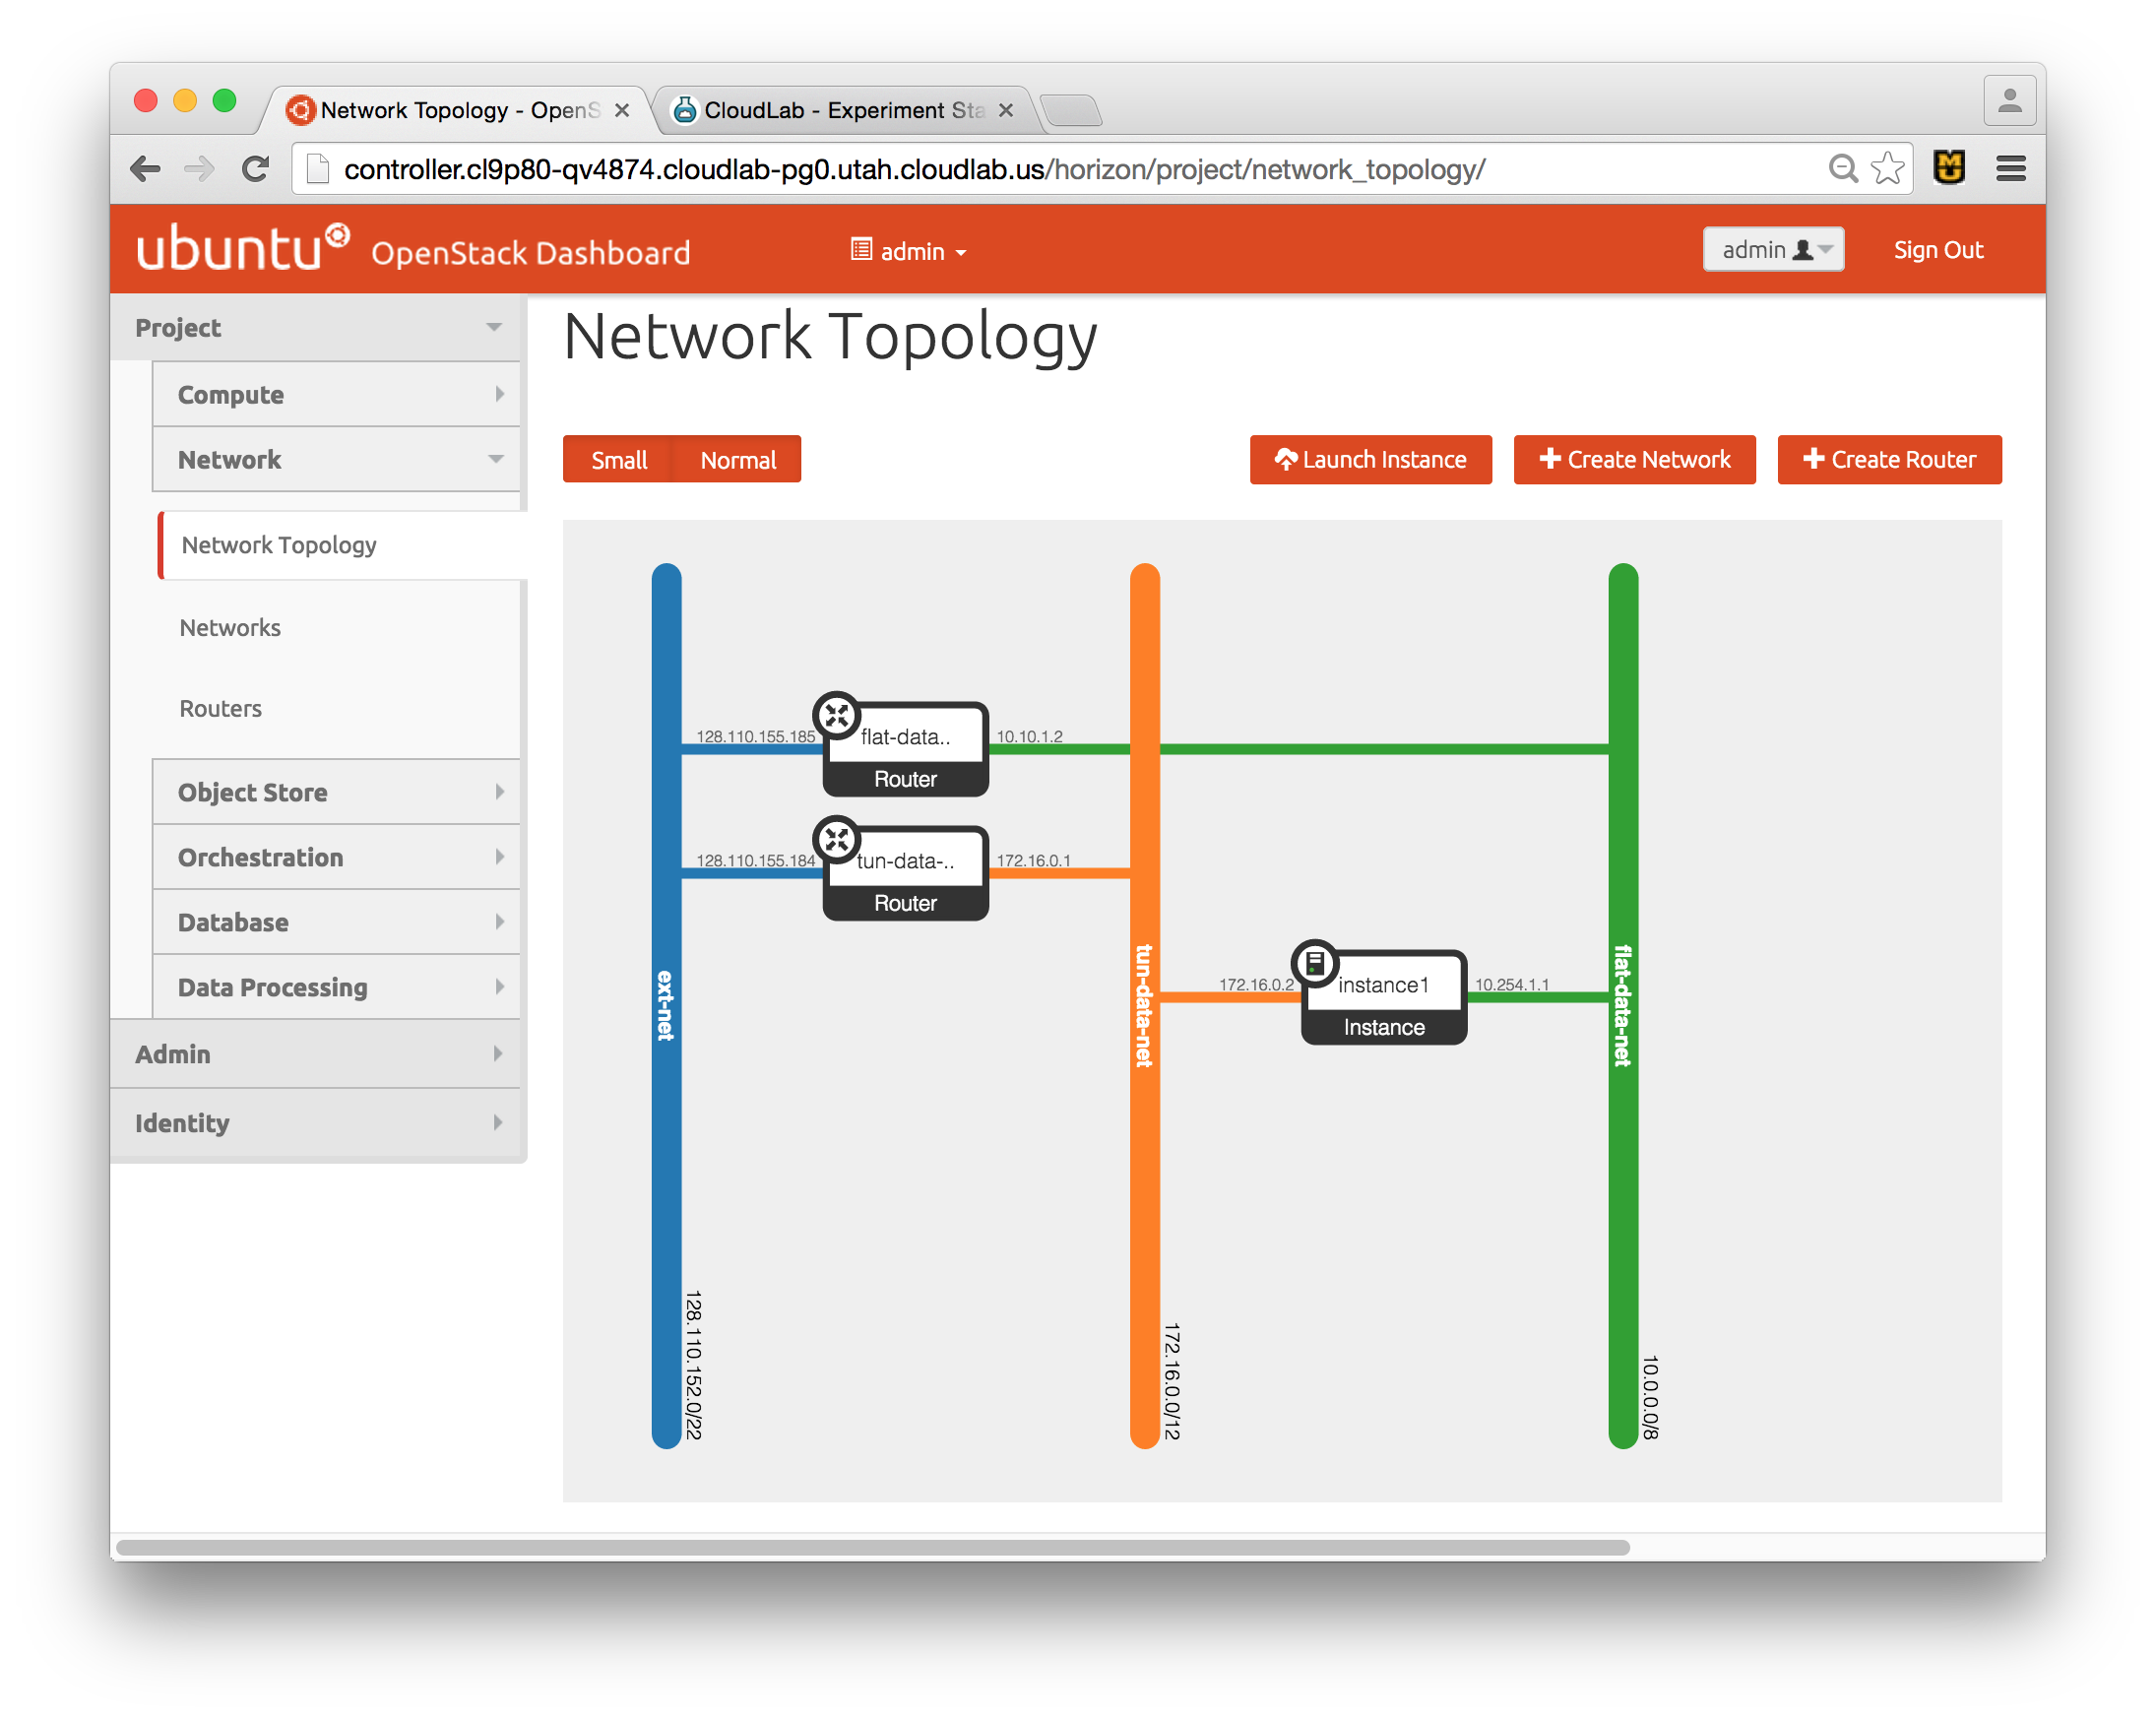 Network Topology - OpenS
CloudLab - Experiment Sta
controller.cl9p80-qv4874.cloudlab-pg0.utah.cloudlab.us/horizon/project/network_topology/
ubuntu OpenStack Dashboard
admin
admin
Sign Out
Project
Compute
Network
Network Topology
Networks
Routers
Object Store
Orchestration
Database
Data Processing
Admin
Identity
Network Topology
Small
Normal
Launch Instance
Create Network
Create Router
128.110.155.185
flat-data..
Router
10.10.1.2
128.110.155.184
tun-data-..
Router
172.16.0.1
172.16.0.2
instance1
Instance
10.254.1.1
ext-net
tun-data-net
flat-data-net
128.110.152.0/22
172.16.0.0/12
10.0.0.0/8